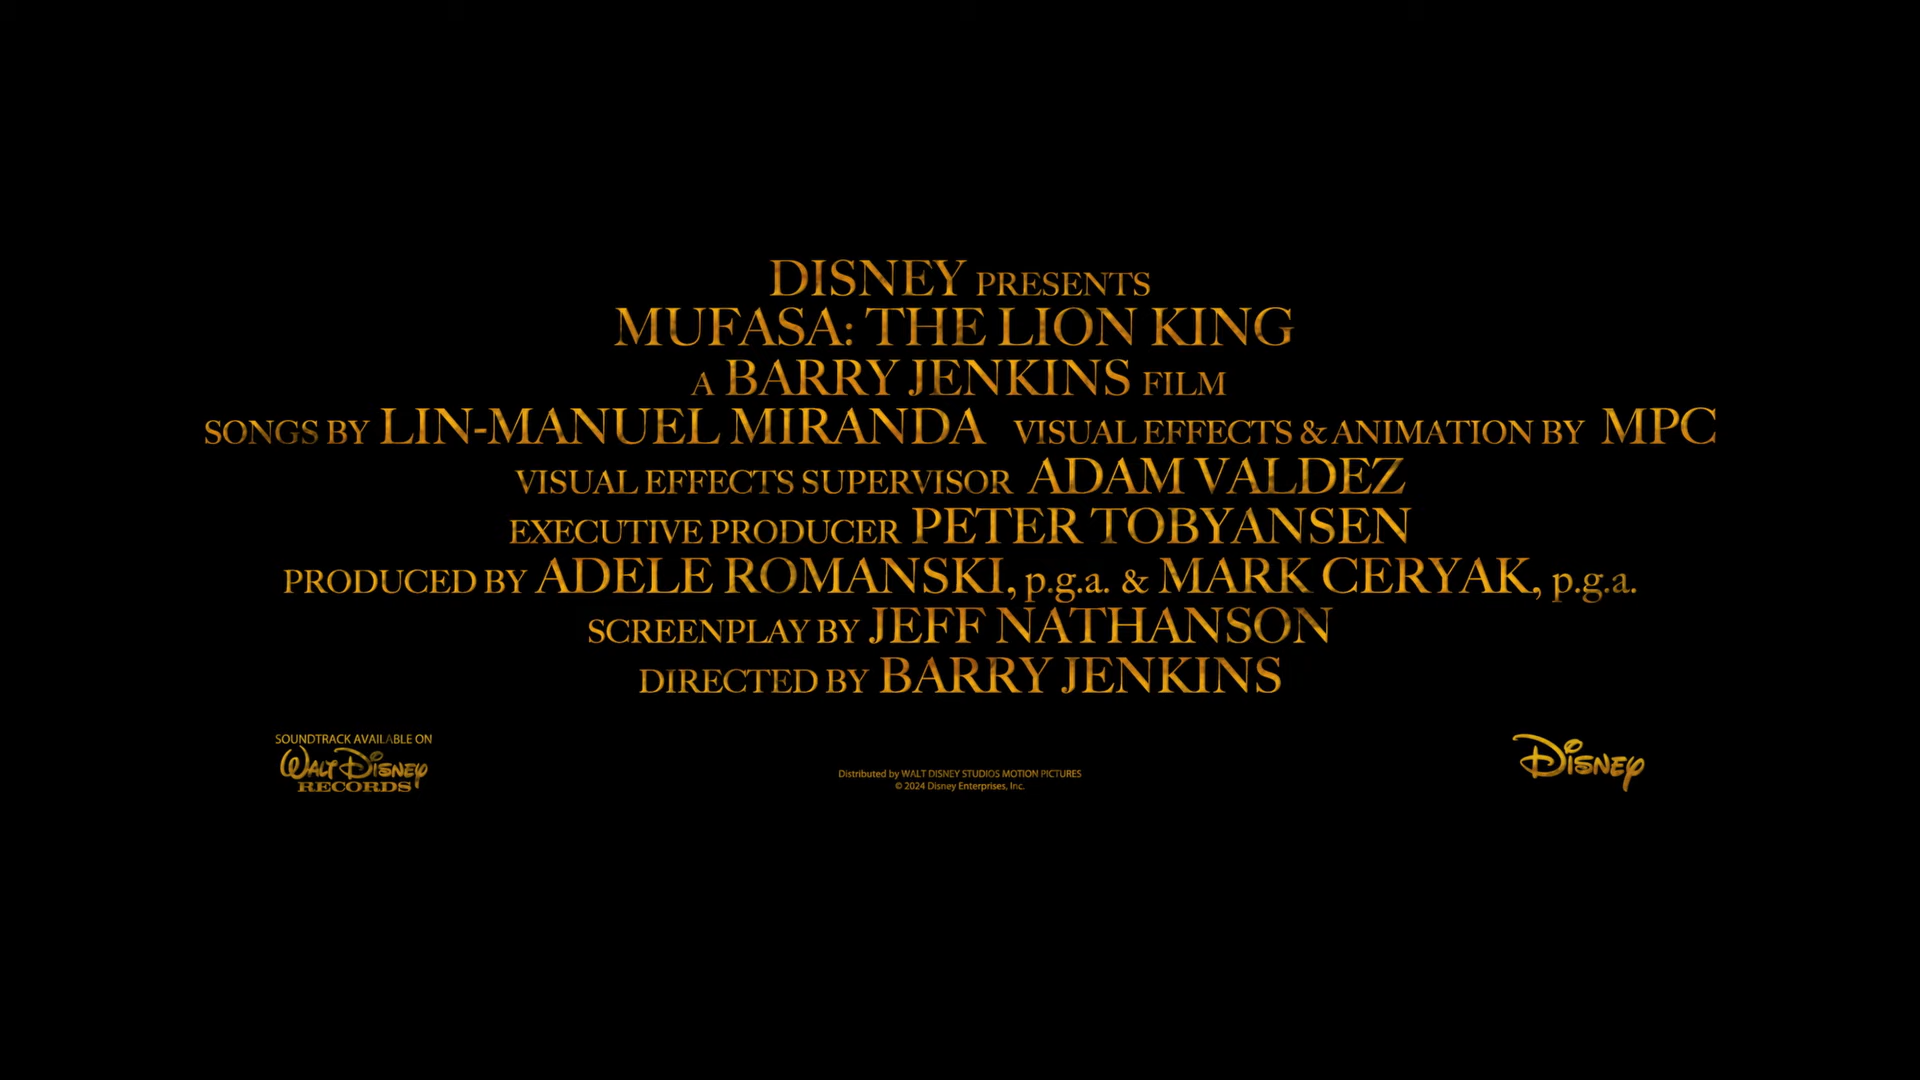 DISNEY PRESENTS
MUFASA: THE LION KING
A BARRY JENKINS FILM
SONGS BY LIN-MANUEL MIRANDA VISUAL EFFECTS & ANIMATION BY MPC
VISUAL EFFECTS SUPERVISOR ADAM VALDEZ
EXECUTIVE PRODUCER PETER TOBYANSEN
PRODUCED BY ADELE ROMANSKI, p.g.a. & MARK CERYAK, p.g.a.
SCREENPLAY BY JEFF NATHANSON
DIRECTED BY BARRY JENKINS
SOUNDTRACK AVAILABLE ON
WALT DISNEY
RECORDS
Distributed by WALT DISNEY STUDIOS MOTION PICTURES
© 2024 Disney Enterprises, Inc.
DISNEY